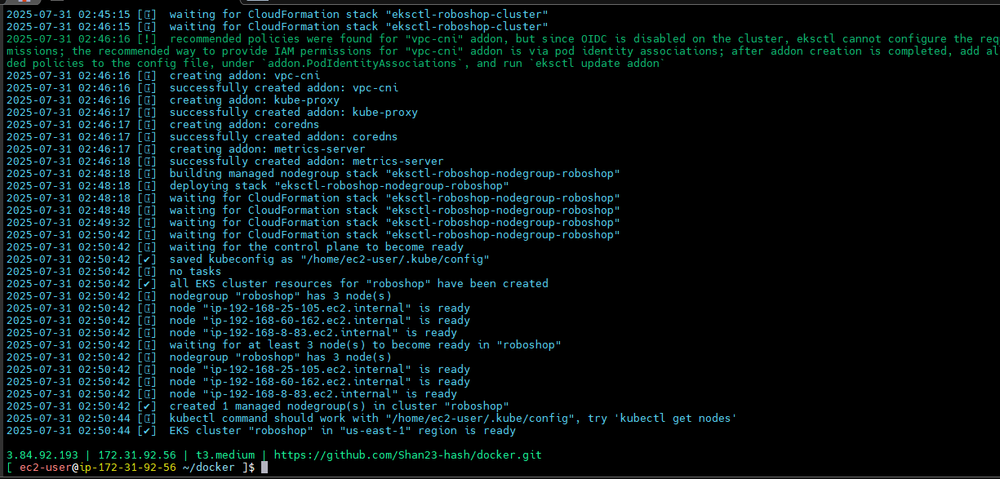 2025-07-31 02:45:15 [ℹ]  waiting for CloudFormation stack "eksctl-roboshop-cluster"
2025-07-31 02:46:15 [ℹ]  waiting for CloudFormation stack "eksctl-roboshop-cluster"
2025-07-31 02:46:16 [!]  recommended policies were found for "vpc-cni" addon, but since OIDC is disabled on the cluster, eksctl cannot configure the req
missions; the recommended way to provide IAM permissions for "vpc-cni" addon is via pod identity associations; after addon creation is completed, add al
ded policies to the config file, under `addon.PodIdentityAssociations`, and run `eksctl update addon`
2025-07-31 02:46:16 [ℹ]  creating addon: vpc-cni
2025-07-31 02:46:16 [ℹ]  successfully created addon: vpc-cni
2025-07-31 02:46:16 [ℹ]  creating addon: kube-proxy
2025-07-31 02:46:17 [ℹ]  successfully created addon: kube-proxy
2025-07-31 02:46:17 [ℹ]  creating addon: coredns
2025-07-31 02:46:17 [ℹ]  successfully created addon: coredns
2025-07-31 02:46:17 [ℹ]  creating addon: metrics-server
2025-07-31 02:46:18 [ℹ]  successfully created addon: metrics-server
2025-07-31 02:48:18 [ℹ]  building managed nodegroup stack "eksctl-roboshop-nodegroup-roboshop"
2025-07-31 02:48:18 [ℹ]  deploying stack "eksctl-roboshop-nodegroup-roboshop"
2025-07-31 02:48:18 [ℹ]  waiting for CloudFormation stack "eksctl-roboshop-nodegroup-roboshop"
2025-07-31 02:48:48 [ℹ]  waiting for CloudFormation stack "eksctl-roboshop-nodegroup-roboshop"
2025-07-31 02:49:32 [ℹ]  waiting for CloudFormation stack "eksctl-roboshop-nodegroup-roboshop"
2025-07-31 02:50:42 [ℹ]  waiting for CloudFormation stack "eksctl-roboshop-nodegroup-roboshop"
2025-07-31 02:50:42 [ℹ]  waiting for the control plane to become ready
2025-07-31 02:50:42 [✔]  saved kubeconfig as "/home/ec2-user/.kube/config"
2025-07-31 02:50:42 [ℹ]  no tasks
2025-07-31 02:50:42 [✔]  all EKS cluster resources for "roboshop" have been created
2025-07-31 02:50:42 [ℹ]  nodegroup "roboshop" has 3 node(s)
2025-07-31 02:50:42 [ℹ]  node "ip-192-168-25-105.ec2.internal" is ready
2025-07-31 02:50:42 [ℹ]  node "ip-192-168-60-162.ec2.internal" is ready
2025-07-31 02:50:42 [ℹ]  node "ip-192-168-8-83.ec2.internal" is ready
2025-07-31 02:50:42 [ℹ]  waiting for at least 3 node(s) to become ready in "roboshop"
2025-07-31 02:50:42 [ℹ]  nodegroup "roboshop" has 3 node(s)
2025-07-31 02:50:42 [ℹ]  node "ip-192-168-25-105.ec2.internal" is ready
2025-07-31 02:50:42 [ℹ]  node "ip-192-168-60-162.ec2.internal" is ready
2025-07-31 02:50:42 [ℹ]  node "ip-192-168-8-83.ec2.internal" is ready
2025-07-31 02:50:42 [✔]  created 1 managed nodegroup(s) in cluster "roboshop"
2025-07-31 02:50:44 [ℹ]  kubectl command should work with "/home/ec2-user/.kube/config", try 'kubectl get nodes'
2025-07-31 02:50:44 [✔]  EKS cluster "roboshop" in "us-east-1" region is ready
3.84.92.193 | 172.31.92.56 | t3.medium | https://github.com/Shan23-hash/docker.git
[ ec2-user@ip-172-31-92-56 ~/docker ]$